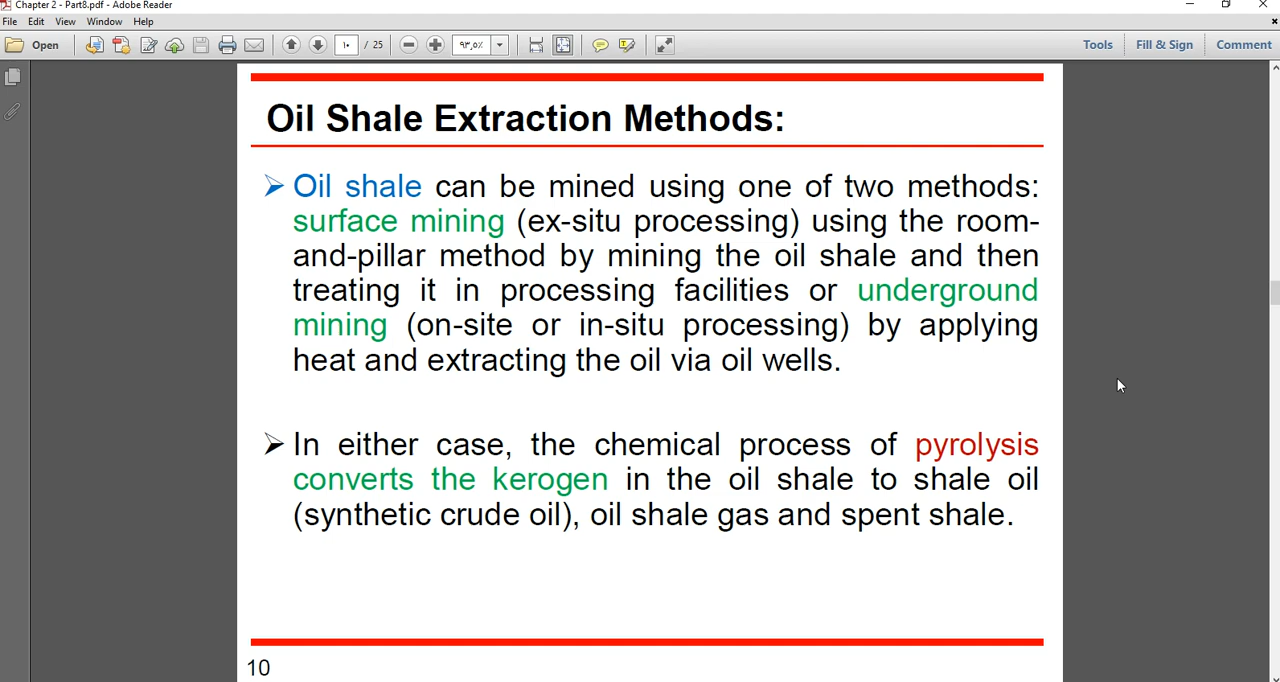 Chapter 2 - Part8.pdf - Adobe Reader
File Edit View Window Help
Open ١٠ / 25 ٩٣,٥٪ Tools Fill & Sign Comment
Oil Shale Extraction Methods:
Oil shale can be mined using one of two methods:
surface mining (ex-situ processing) using the room-
and-pillar method by mining the oil shale and then
treating it in processing facilities or underground
mining (on-site or in-situ processing) by applying
heat and extracting the oil via oil wells.
In either case, the chemical process of pyrolysis
converts the kerogen in the oil shale to shale oil
(synthetic crude oil), oil shale gas and spent shale.
10